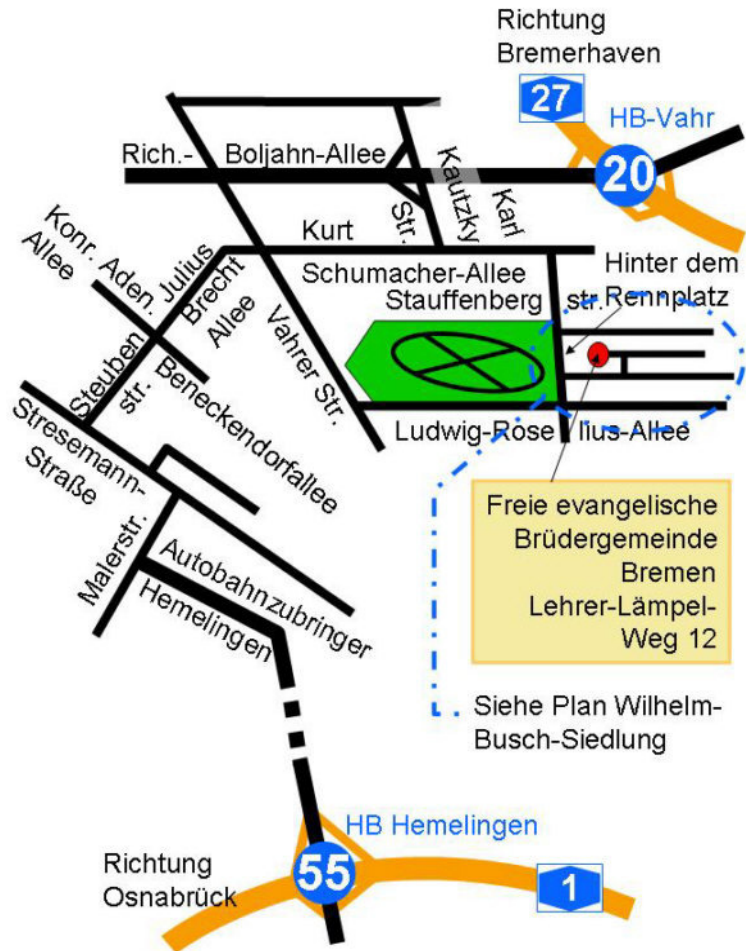 Richtung
Bremerhaven
27
HB-Vahr
20
Rich.- Boljahn-Allee
Kautzky
Str.
Karl
Kurt
Schumacher-Allee
Stauffenberg str.
Hinter dem
Rennplatz
Konr. Aden.
Allee
Julius
Brecht
Allee
Steuben
str.
Vahrer Str.
Beneckendorfallee
Stresemann-
Straße
Ludwig-Rose lius-Allee
Malerstr.
Autobahnzubringer
Hemelingen
Freie evangelische
Brüdergemeinde
Bremen
Lehrer-Lämpel-
Weg 12
Siehe Plan Wilhelm-
Busch-Siedlung
HB Hemelingen
55
Richtung
Osnabrück
1